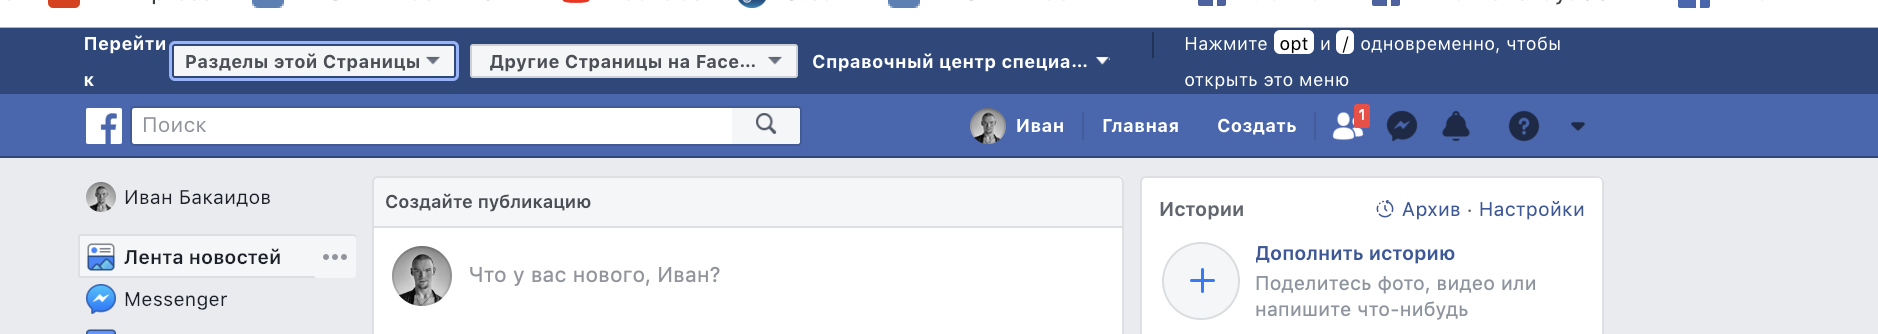 Перейти к
Разделы этой Страницы
Другие Страницы на Face...
Справочный центр специа...
Нажмите opt и / одновременно, чтобы
открыть это меню
Поиск
Иван
Главная
Создать
1
Иван Бакаидов
Лента новостей
Messenger
Создайте публикацию
Что у вас нового, Иван?
Истории
Архив · Настройки
Дополнить историю
Поделитесь фото, видео или
напишите что-нибудь